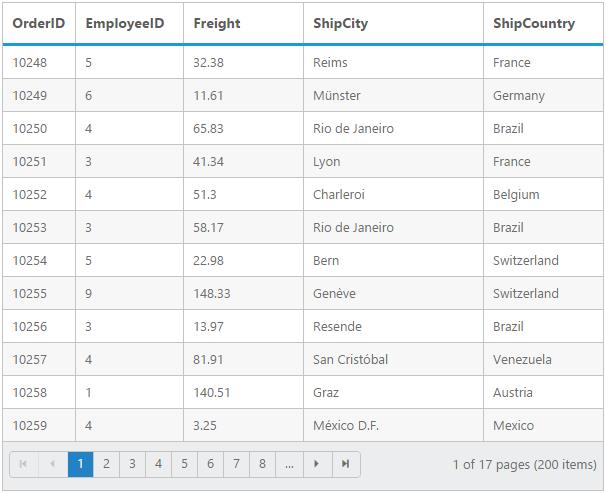 OrderID EmployeeID Freight ShipCity ShipCountry
10248 5 32.38 Reims France
10249 6 11.61 Münster Germany
10250 4 65.83 Rio de Janeiro Brazil
10251 3 41.34 Lyon France
10252 4 51.3 Charleroi Belgium
10253 3 58.17 Rio de Janeiro Brazil
10254 5 22.98 Bern Switzerland
10255 9 148.33 Genève Switzerland
10256 3 13.97 Resende Brazil
10257 4 81.91 San Cristóbal Venezuela
10258 1 140.51 Graz Austria
10259 4 3.25 México D.F. Mexico
1 2 3 4 5 6 7 8 ... 1 of 17 pages (200 items)